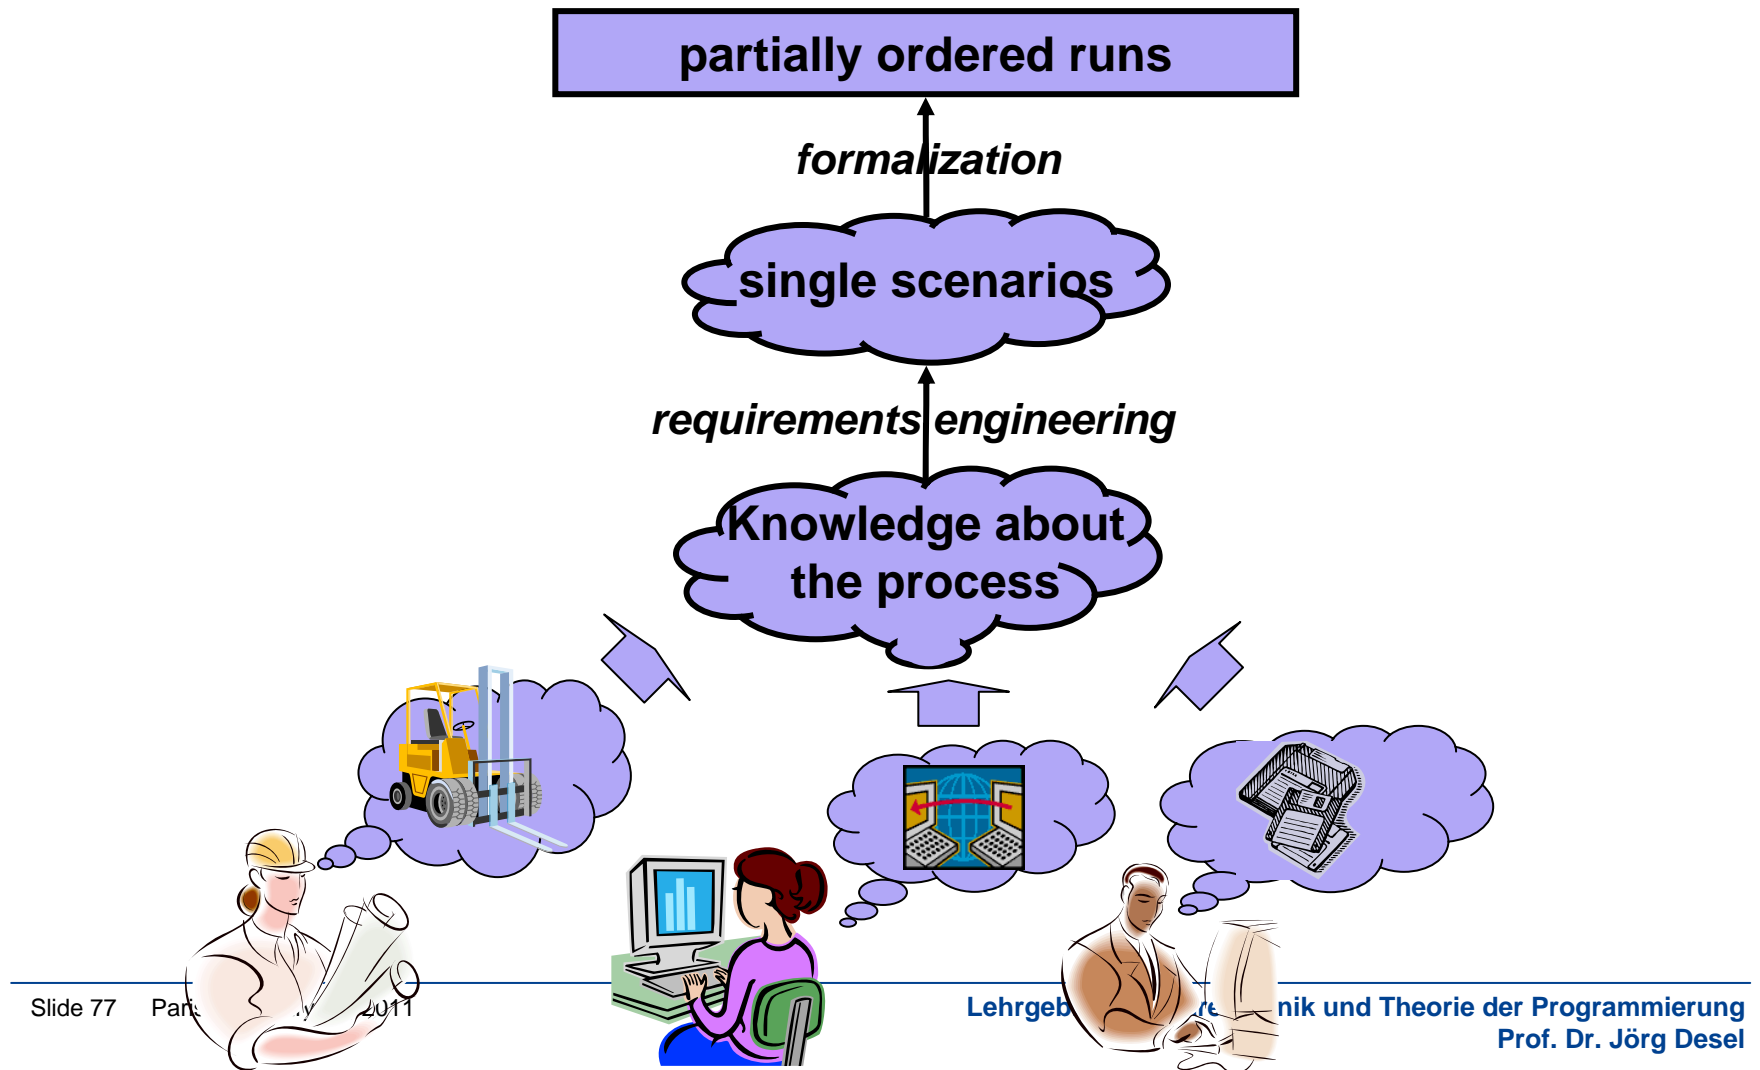 partially ordered runs
formalization
single scenarios
requirements engineering
Knowledge about
the process
Slide 77 2011
nik und Theorie der Programmierung
Prof. Dr. Jörg Desel